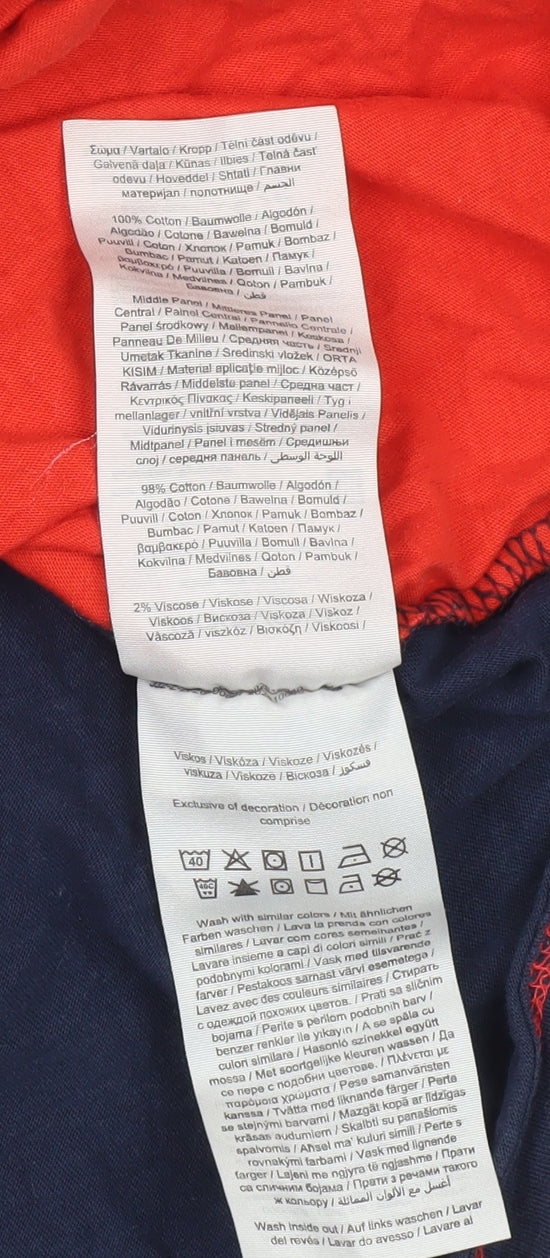 Σώμα / Vartalo / Kropp / Tělní část oděvu /
Galvenā daļa / Kūnas / Ilbies / Telná časť
odevu / Hoveddel / Shtati / Главни
материјал / полотнище / الجسم
100% Cotton / Baumwolle / Algodón /
Algodão / Cotone / Bawełna / Bomuld /
Puuvill / Coton / Хлопок / Pamuk / Bombaz /
Bumbac / Pamut / Katoen / Памук /
βαμβακερό / Puuvilla / Bomull / Bavlna /
Kokvilna / Medvilnės / Qoton / Pambuk /
Бавовна / قطن
Middle Panel / Mittleres Panel / Panel
Central / Painel Central / Pannello Centrale /
Panel środkowy / Mellempanel / Keskosa /
Panneau De Milieu / Средняя часть / Srednji
Umetak Tkanine / Sredinski vložek / ORTA
KISIM / Material aplicație mijloc / Középső
Rávarrás / Middelste panel / Средна част /
Κεντρικός Πίνακας / Keskipaneeli / Tyg i
mellanlager / vnitřní vrstva / Vidējais Panelis /
Vidurinysis įsiuvas / Stredný panel /
Midtpanel / Panel i mesëm / Средишњи
слој / середня панель / اللوحة الوسطى
98% Cotton / Baumwolle / Algodón /
Algodão / Cotone / Bawełna / Bomuld /
Puuvill / Coton / Хлопок / Pamuk / Bombaz /
Bumbac / Pamut / Katoen / Памук /
βαμβακερό / Puuvilla / Bomull / Bavlna /
Kokvilna / Medvilnės / Qoton / Pambuk /
Бавовна / قطن
2% Viscose / Viskose / Viscosa / Wiskoza /
Viskoos / Вискоза / Viskoza / Viskoz /
Vâscoză / viszkóz / Βισκόζη / Viskoosi /
Viskos / Viskóza / Viskoze / Viskozės /
viskuza / Viskozë / Віскоза / فسكوز
Exclusive of decoration / Décoration non
comprise
40
40C
Wash with similar colors / Mit ähnlichen
Farben waschen / Lava la prenda con colores
similares / Lavar com cores semelhantes /
Lavare insieme a capi di colori simili / Prać z
podobnymi kolorami / Vask med tilsvarende
farver / Pestakoos samast värvi esemetega /
Lavez avec des couleurs similaires / Стирать
с одеждой похожих цветов. / Prati sa sličnim
bojama / Perite s perilom podobnih barv /
benzer renkler ile yıkayın / A se spăla cu
culori similare / Hasonló színekkel együtt
mossa / Met soortgelijke kleuren wassen / Да
се пере с подобни цветове. / Πλένεται με
παρόμοια χρώματα / Pese samanväristen
kanssa / Tvätta med liknande färger / Perte
se stejnými barvami / Mazgāt kopā ar līdzīgās
krāsas audumiem / Skalbti su panašiomis
spalvomis / Aħsel ma' kuluri simili / Perte s
rovnakými farbami / Vask med lignende
farger / Lajeni me ngjyra të ngjashme / Прати
са сличним бојама / Прати з речами такого
ж кольору / أغسل مع الألوان المماثلة
Wash inside out / Auf links waschen / Lavar
del revés / Lavar do avesso / Lavare al